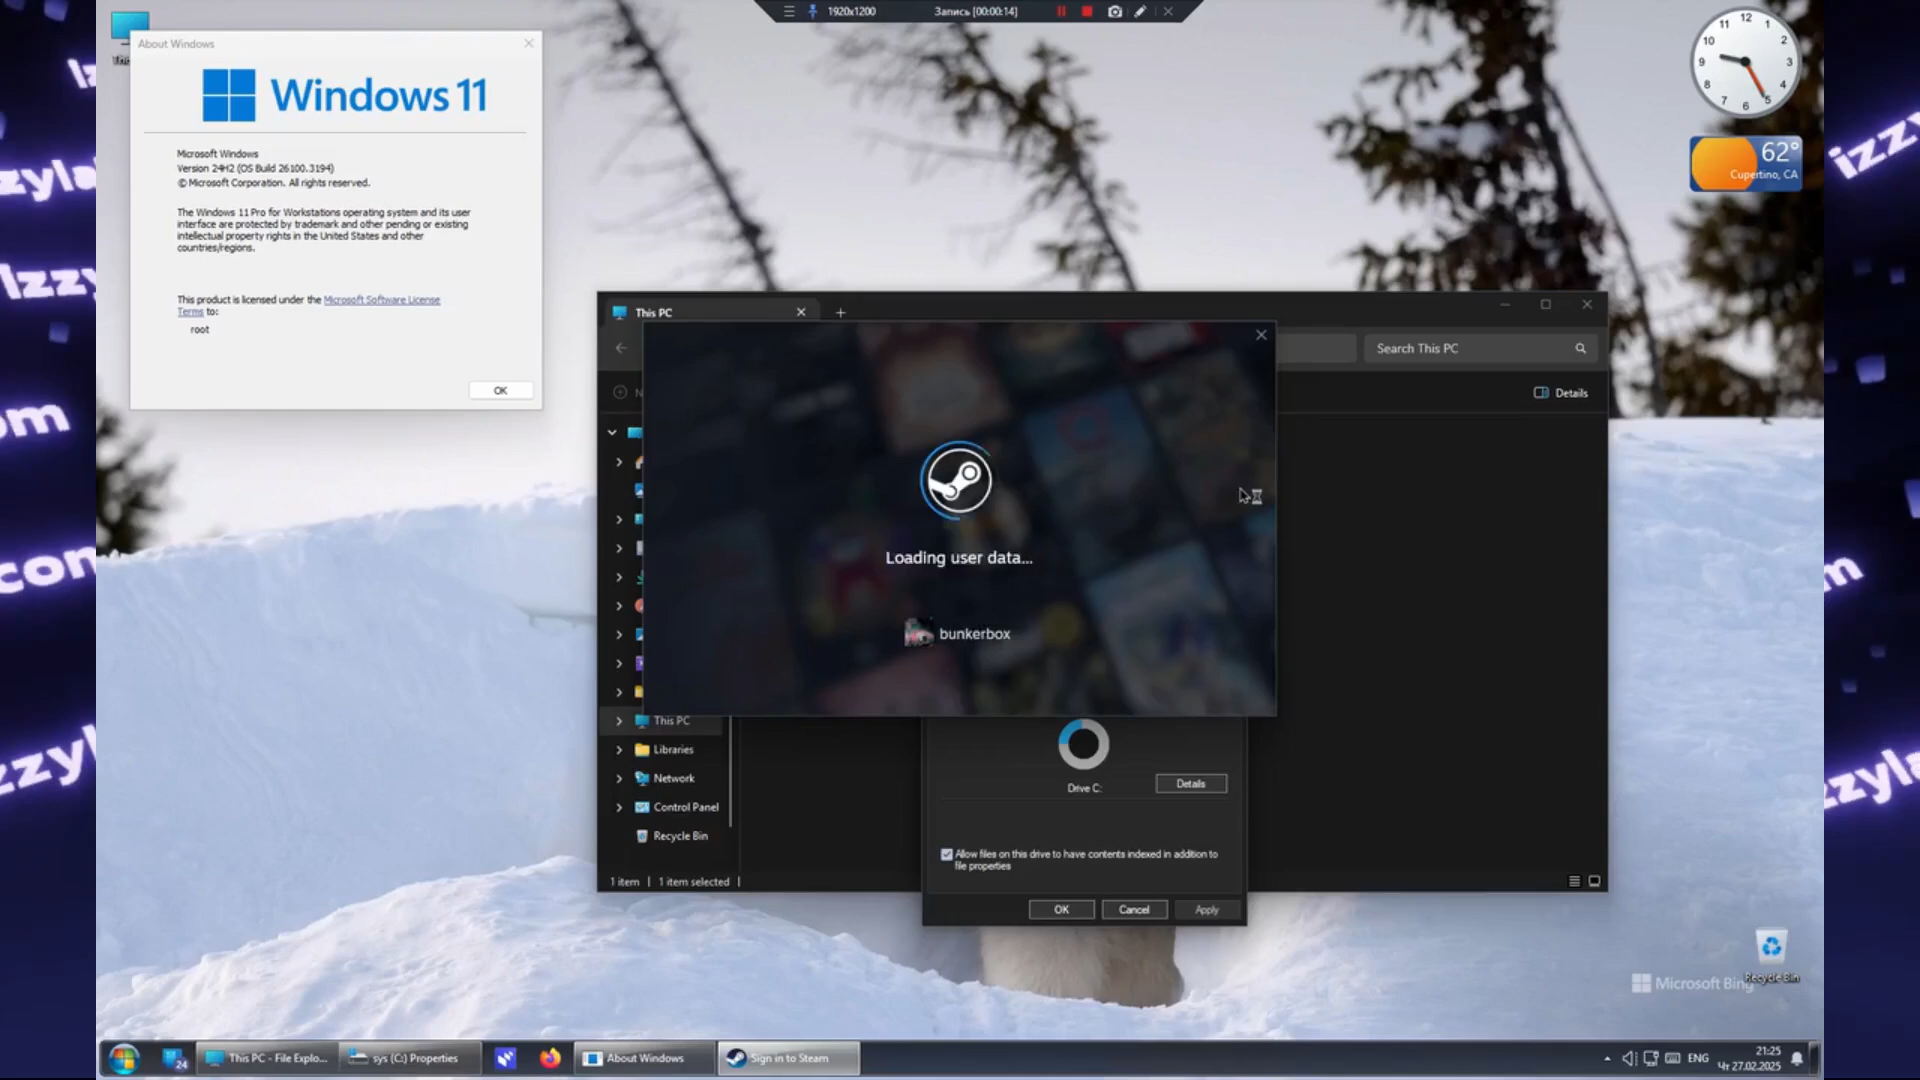 1920x1200
Запись [00:00:14]
About Windows
Windows 11
Microsoft Windows
Version 24H2 (OS Build 26100.3194)
© Microsoft Corporation. All rights reserved.
The Windows 11 Pro for Workstations operating system and its user
interface are protected by trademark and other pending or existing
intellectual property rights in the United States and other
countries/regions.
This product is licensed under the Microsoft Software License
Terms to:
root
OK
12
1
2
3
4
5
6
7
8
9
10
11
62°
Cupertino, CA
This PC
Search This PC
Details
Loading user data...
bunkerbox
This PC
Libraries
Network
Control Panel
Recycle Bin
1 item
1 item selected
Drive C:
Details
Allow files on this drive to have contents indexed in addition to
file properties
OK
Cancel
Apply
Recycle Bin
Microsoft Bing
24
This PC - File Explo...
sys (C:) Properties
About Windows
Sign in to Steam
ENG
21:25
Чт 27.02.2025